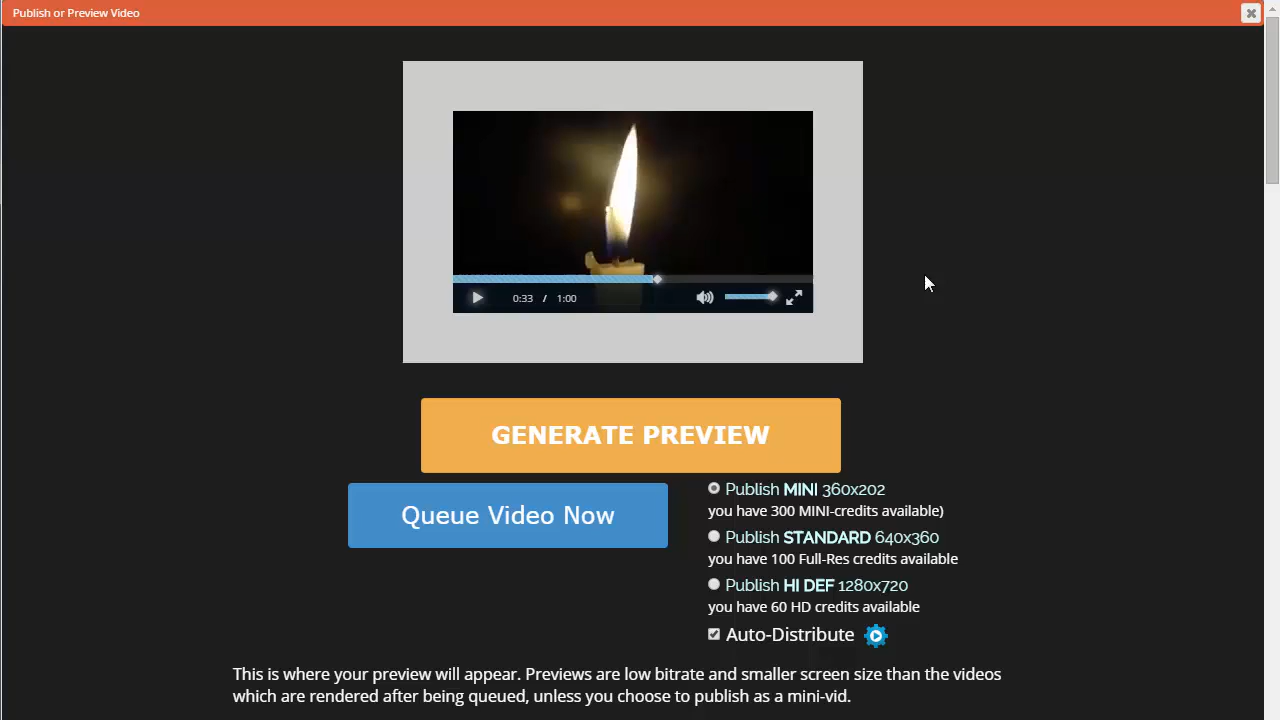 Publish or Preview Video
0:33 / 1:00
GENERATE PREVIEW
Queue Video Now
Publish MINI 360x202
you have 300 MINI-credits available)
Publish STANDARD 640x360
you have 100 Full-Res credits available
Publish HI DEF 1280x720
you have 60 HD credits available
Auto-Distribute
This is where your preview will appear. Previews are low bitrate and smaller screen size than the videos
which are rendered after being queued, unless you choose to publish as a mini-vid.